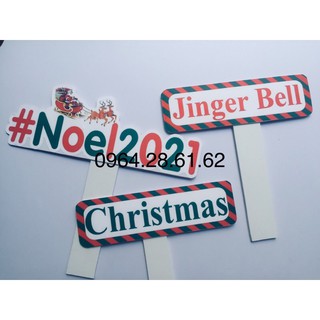 Jinger Bell
#Noel2021
0964.28.61.62
Christmas